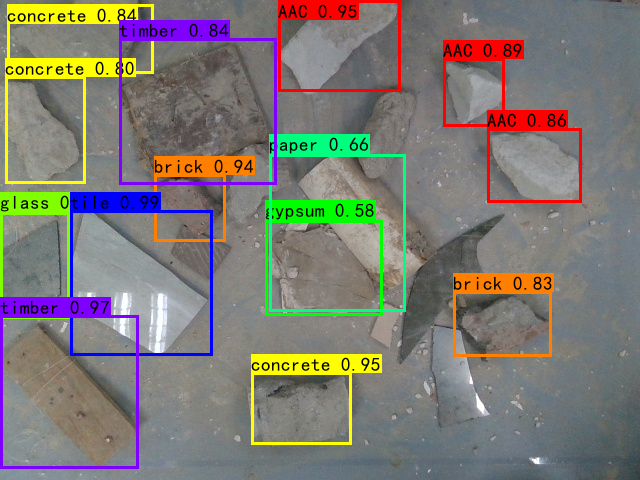 concrete 0.84
timber 0.84
AAC 0.95
AAC 0.89
concrete 0.80
AAC 0.86
paper 0.66
brick 0.94
glass 0
tile 0.99
gypsum 0.58
brick 0.83
timber 0.97
concrete 0.95